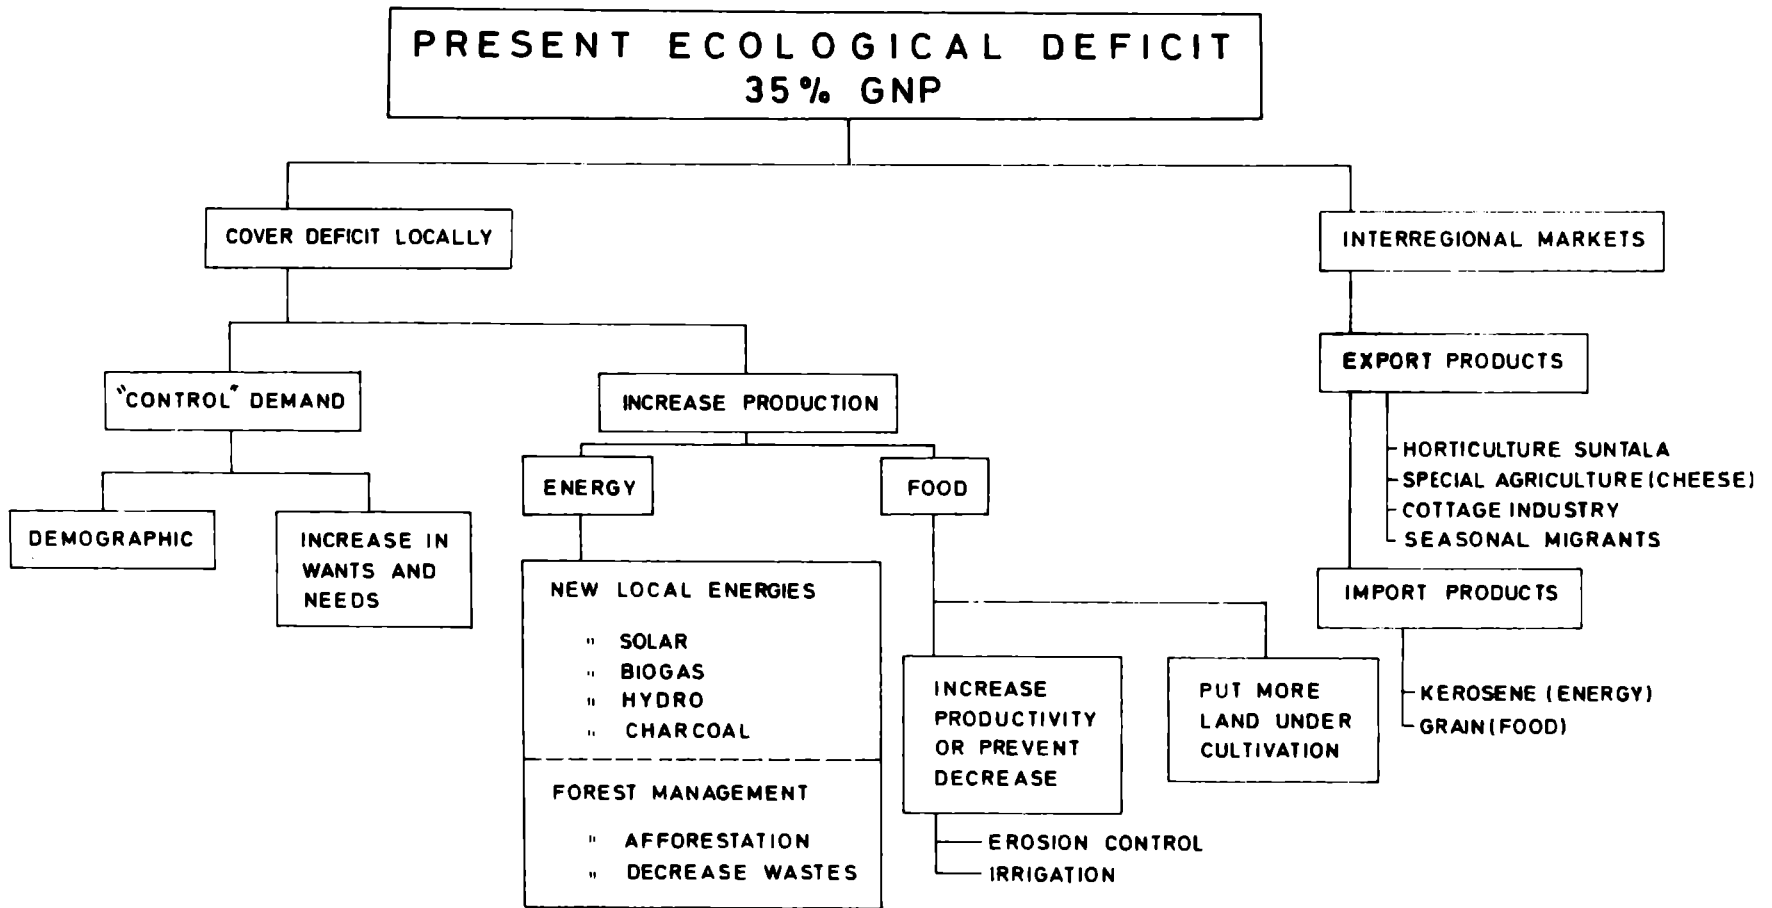 PRESENT ECOLOGICAL DEFICIT
35% GNP
COVER DEFICIT LOCALLY
INTERREGIONAL MARKETS
"CONTROL" DEMAND
INCREASE PRODUCTION
EXPORT PRODUCTS
HORTICULTURE SUNTALA
SPECIAL AGRICULTURE (CHEESE)
COTTAGE INDUSTRY
SEASONAL MIGRANTS
DEMOGRAPHIC
INCREASE IN
WANTS AND
NEEDS
ENERGY
FOOD
NEW LOCAL ENERGIES
" SOLAR
" BIOGAS
" HYDRO
" CHARCOAL
FOREST MANAGEMENT
" AFFORESTATION
" DECREASE WASTES
INCREASE
PRODUCTIVITY
OR PREVENT
DECREASE
EROSION CONTROL
IRRIGATION
PUT MORE
LAND UNDER
CULTIVATION
IMPORT PRODUCTS
KEROSENE (ENERGY)
GRAIN (FOOD)